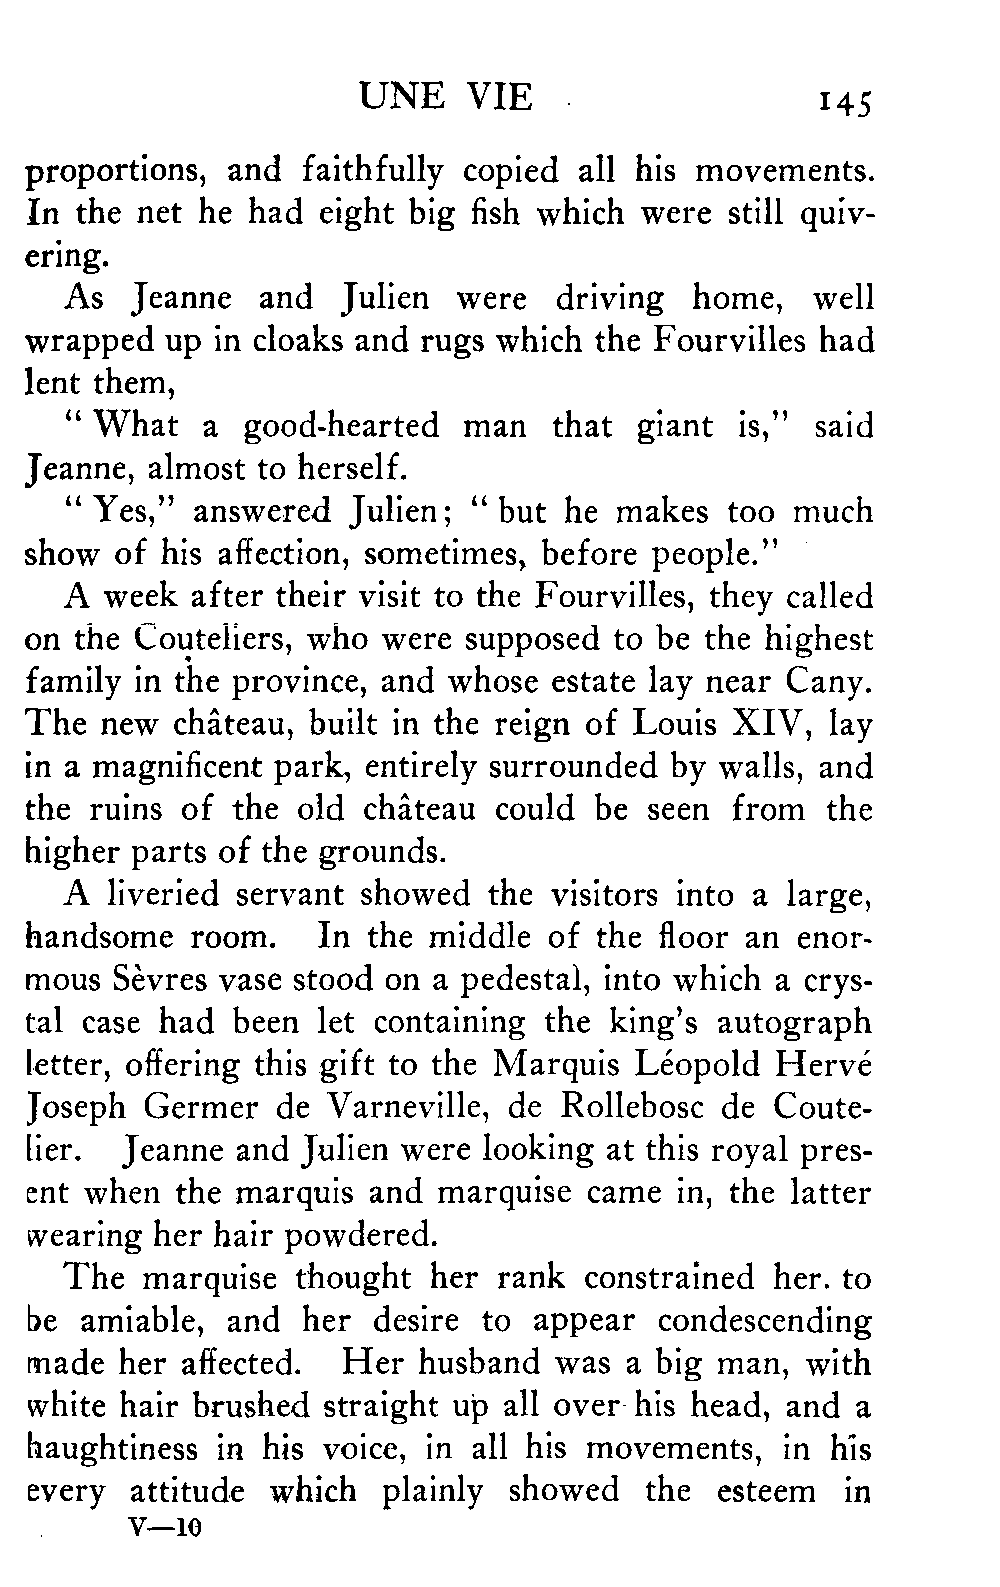 UNE VIE 145
proportions, and faithfully copied all his movements.
In the net he had eight big fish which were still quiv-
ering.
As Jeanne and Julien were driving home, well
wrapped up in cloaks and rugs which the Fourvilles had
lent them,
" What a good-hearted man that giant is," said
Jeanne, almost to herself.
" Yes," answered Julien; " but he makes too much
show of his affection, sometimes, before people."
A week after their visit to the Fourvilles, they called
on the Couteliers, who were supposed to be the highest
family in the province, and whose estate lay near Cany.
The new château, built in the reign of Louis XIV, lay
in a magnificent park, entirely surrounded by walls, and
the ruins of the old château could be seen from the
higher parts of the grounds.
A liveried servant showed the visitors into a large,
handsome room. In the middle of the floor an enor-
mous Sèvres vase stood on a pedestal, into which a crys-
tal case had been let containing the king's autograph
letter, offering this gift to the Marquis Léopold Hervé
Joseph Germer de Varneville, de Rollebosc de Coute-
lier. Jeanne and Julien were looking at this royal pres-
ent when the marquis and marquise came in, the latter
wearing her hair powdered.
The marquise thought her rank constrained her. to
be amiable, and her desire to appear condescending
made her affected. Her husband was a big man, with
white hair brushed straight up all over his head, and a
haughtiness in his voice, in all his movements, in his
every attitude which plainly showed the esteem in
V—10